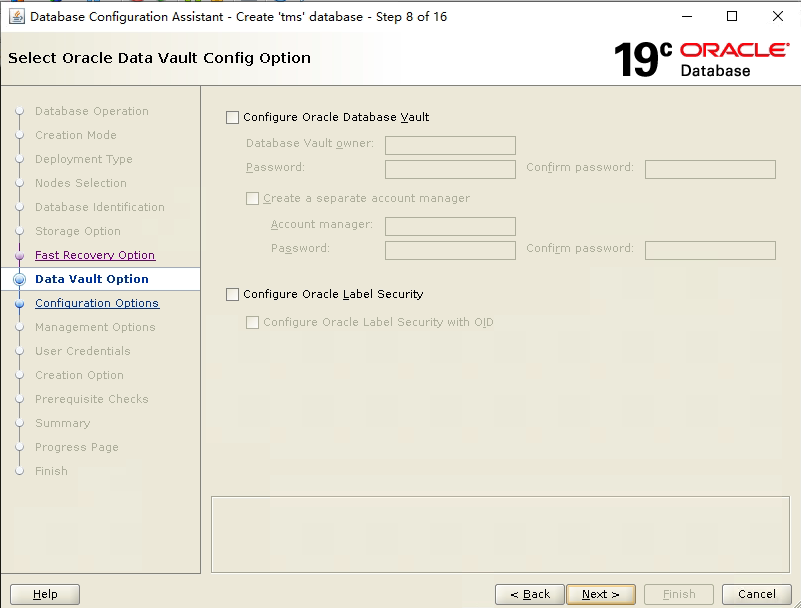 Database Configuration Assistant - Create 'tms' database - Step 8 of 16
Select Oracle Data Vault Config Option
19c ORACLE
Database
Database Operation
Creation Mode
Deployment Type
Nodes Selection
Database Identification
Storage Option
Fast Recovery Option
Data Vault Option
Configuration Options
Management Options
User Credentials
Creation Option
Prerequisite Checks
Summary
Progress Page
Finish
Configure Oracle Database Vault
Database Vault owner:
Password: Confirm password:
Create a separate account manager
Account manager:
Password: Confirm password:
Configure Oracle Label Security
Configure Oracle Label Security with OID
Help < Back Next > Finish Cancel